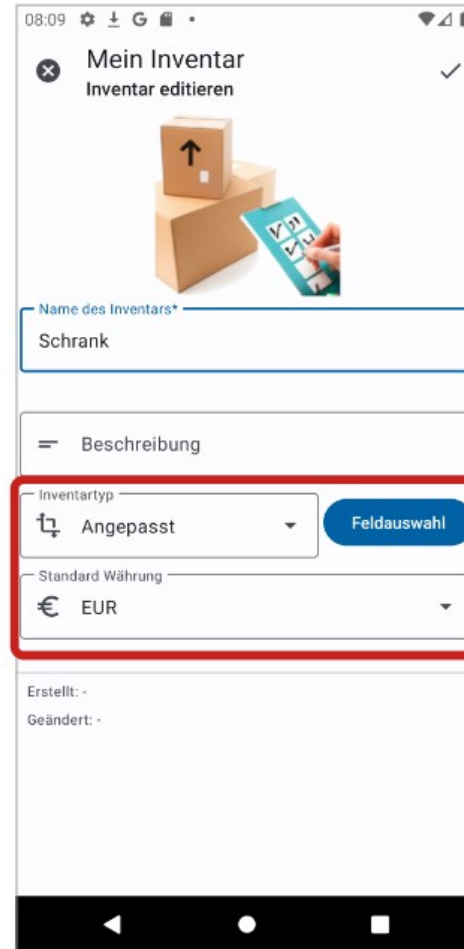 08:09
Mein Inventar
Inventar editieren
Name des Inventars*
Schrank
Beschreibung
Inventartyp
Angepasst
Feldauswahl
Standard Währung
€ EUR
Erstellt: -
Geändert: -